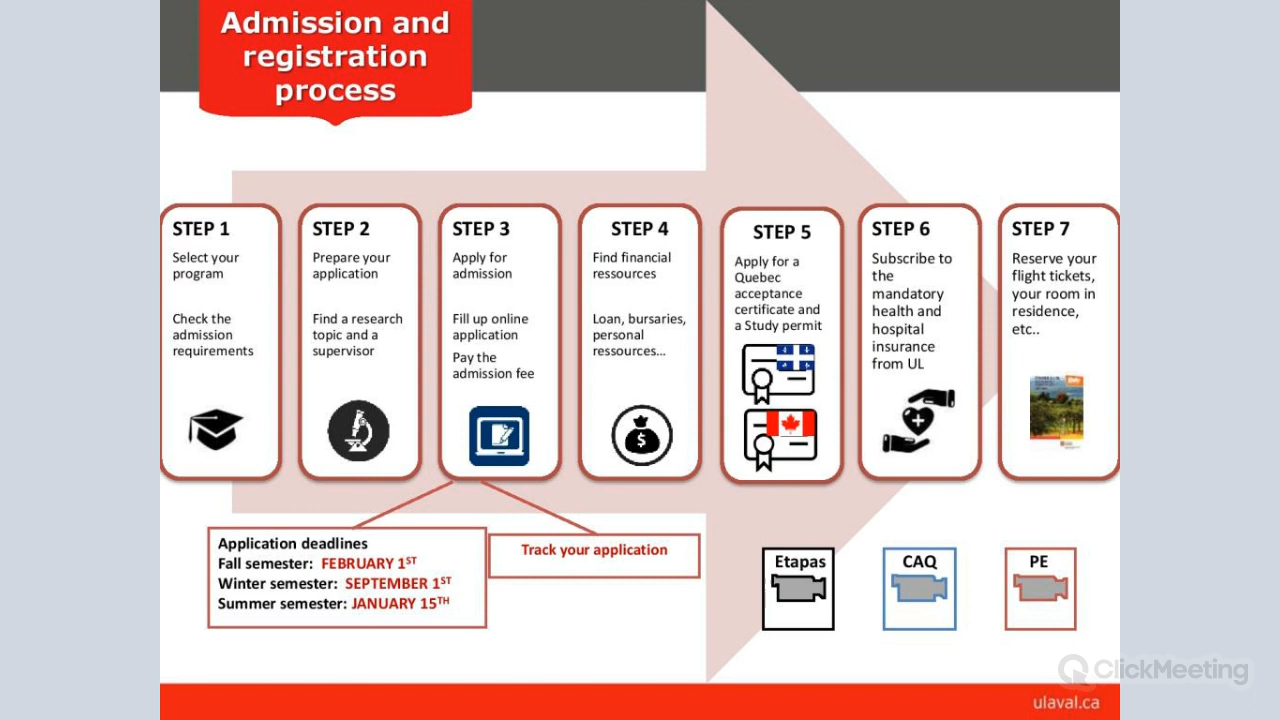 Admission and
registration
process
STEP 1
Select your
program
Check the
admission
requirements
STEP 2
Prepare your
application
Find a research
topic and a
supervisor
STEP 3
Apply for
admission
Fill up online
application
Pay the
admission fee
STEP 4
Find financial
ressources
Loan, bursaries,
personal
ressources...
STEP 5
Apply for a
Quebec
acceptance
certificate and
a Study permit
STEP 6
Subscribe to
the
mandatory
health and
hospital
insurance
from UL
STEP 7
Reserve your
flight tickets,
your room in
residence,
etc..
Application deadlines
Fall semester: FEBRUARY 1ST
Winter semester: SEPTEMBER 1ST
Summer semester: JANUARY 15TH
Track your application
Etapas
CAQ
PE
ClickMeeting
ulaval.ca